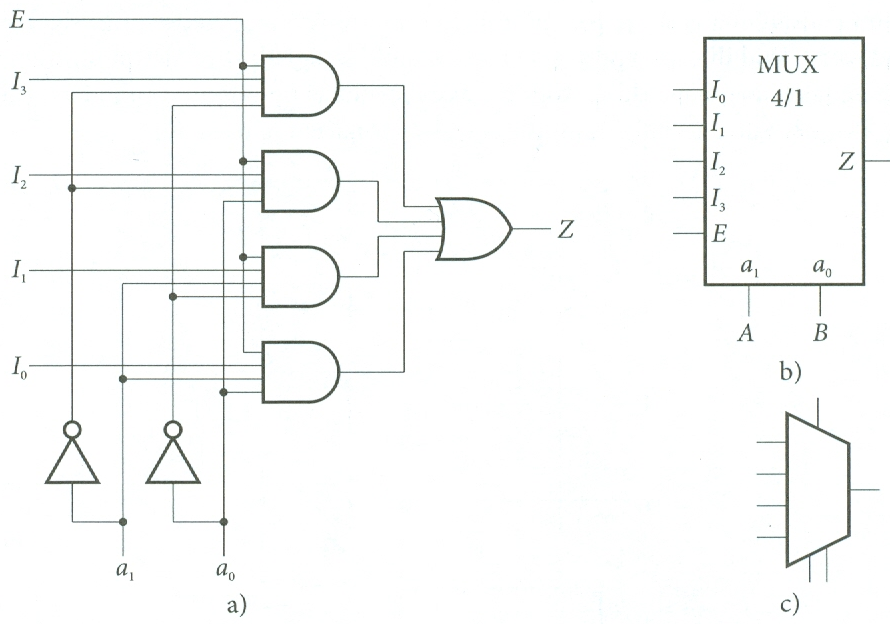 E
I₃
I₂
I₁
I₀
a₁
a₀
Z
a)
MUX
4/1
I₀
I₁
I₂
I₃
E
Z
a₁ a₀
A B
b)
c)